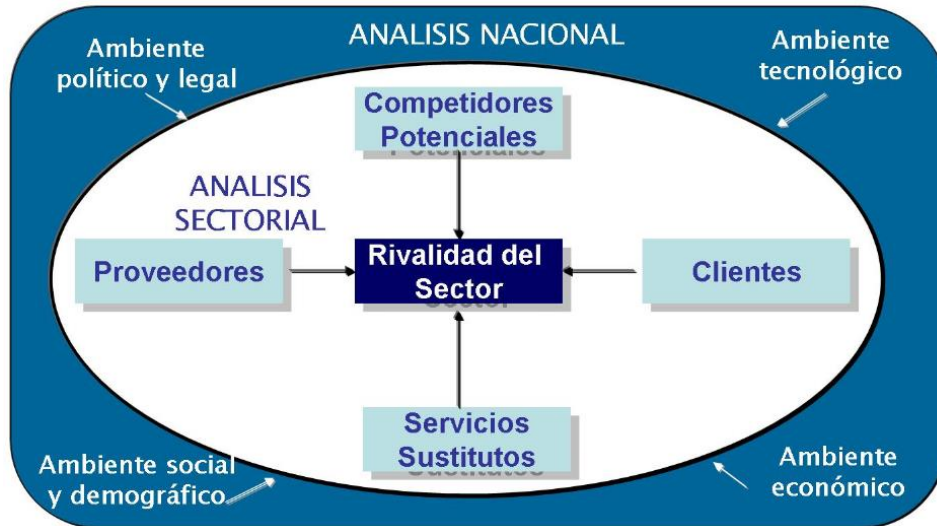 ANALISIS NACIONAL
Ambiente
político y legal
Ambiente
tecnológico
Competidores
Potenciales
ANALISIS
SECTORIAL
Proveedores
Rivalidad del
Sector
Clientes
Servicios
Sustitutos
Ambiente social
y demográfico
Ambiente
económico